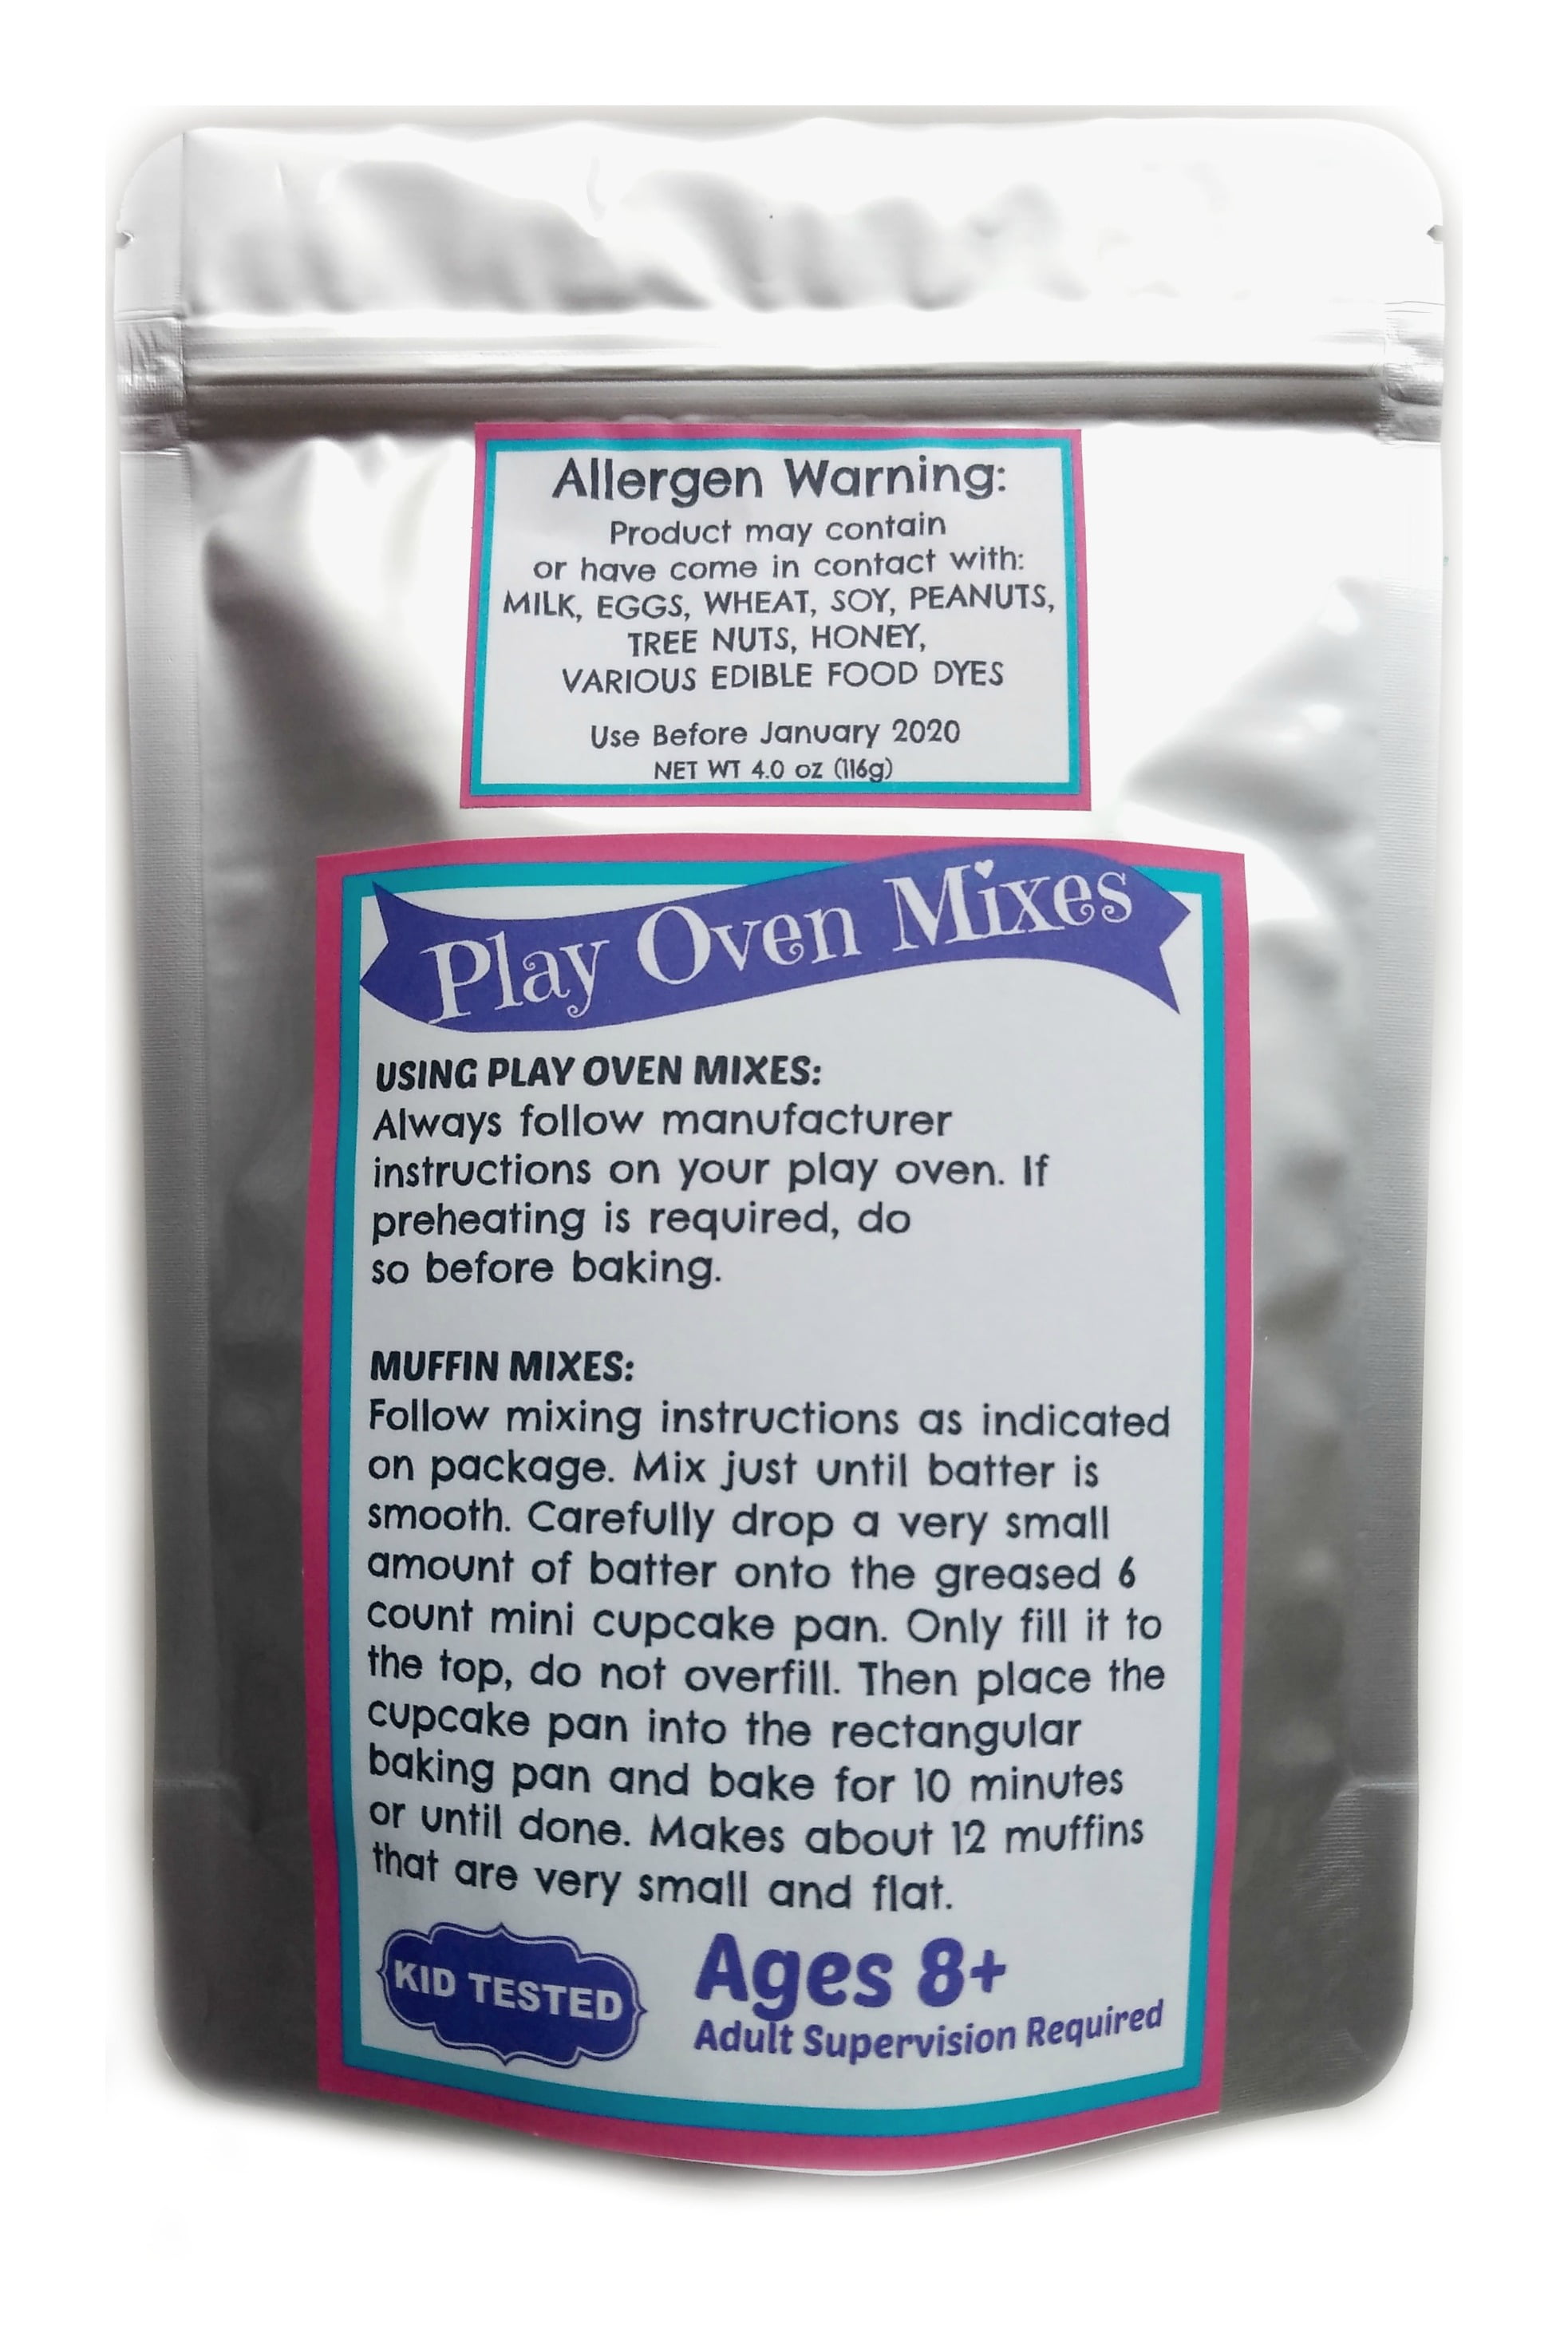 Allergen Warning:
Product may contain
or have come in contact with:
MILK, EGGS, WHEAT, SOY, PEANUTS,
TREE NUTS, HONEY,
VARIOUS EDIBLE FOOD DYES
Use Before January 2020
NET WT 4.0 oz (116g)
Play Oven Mixes
USING PLAY OVEN MIXES:
Always follow manufacturer
instructions on your play oven. If
preheating is required, do
so before baking.
MUFFIN MIXES:
Follow mixing instructions as indicated
on package. Mix just until batter is
smooth. Carefully drop a very small
amount of batter onto the greased 6
count mini cupcake pan. Only fill it to
the top, do not overfill. Then place the
cupcake pan into the rectangular
baking pan and bake for 10 minutes
or until done. Makes about 12 muffins
that are very small and flat.
KID TESTED
Ages 8+
Adult Supervision Required